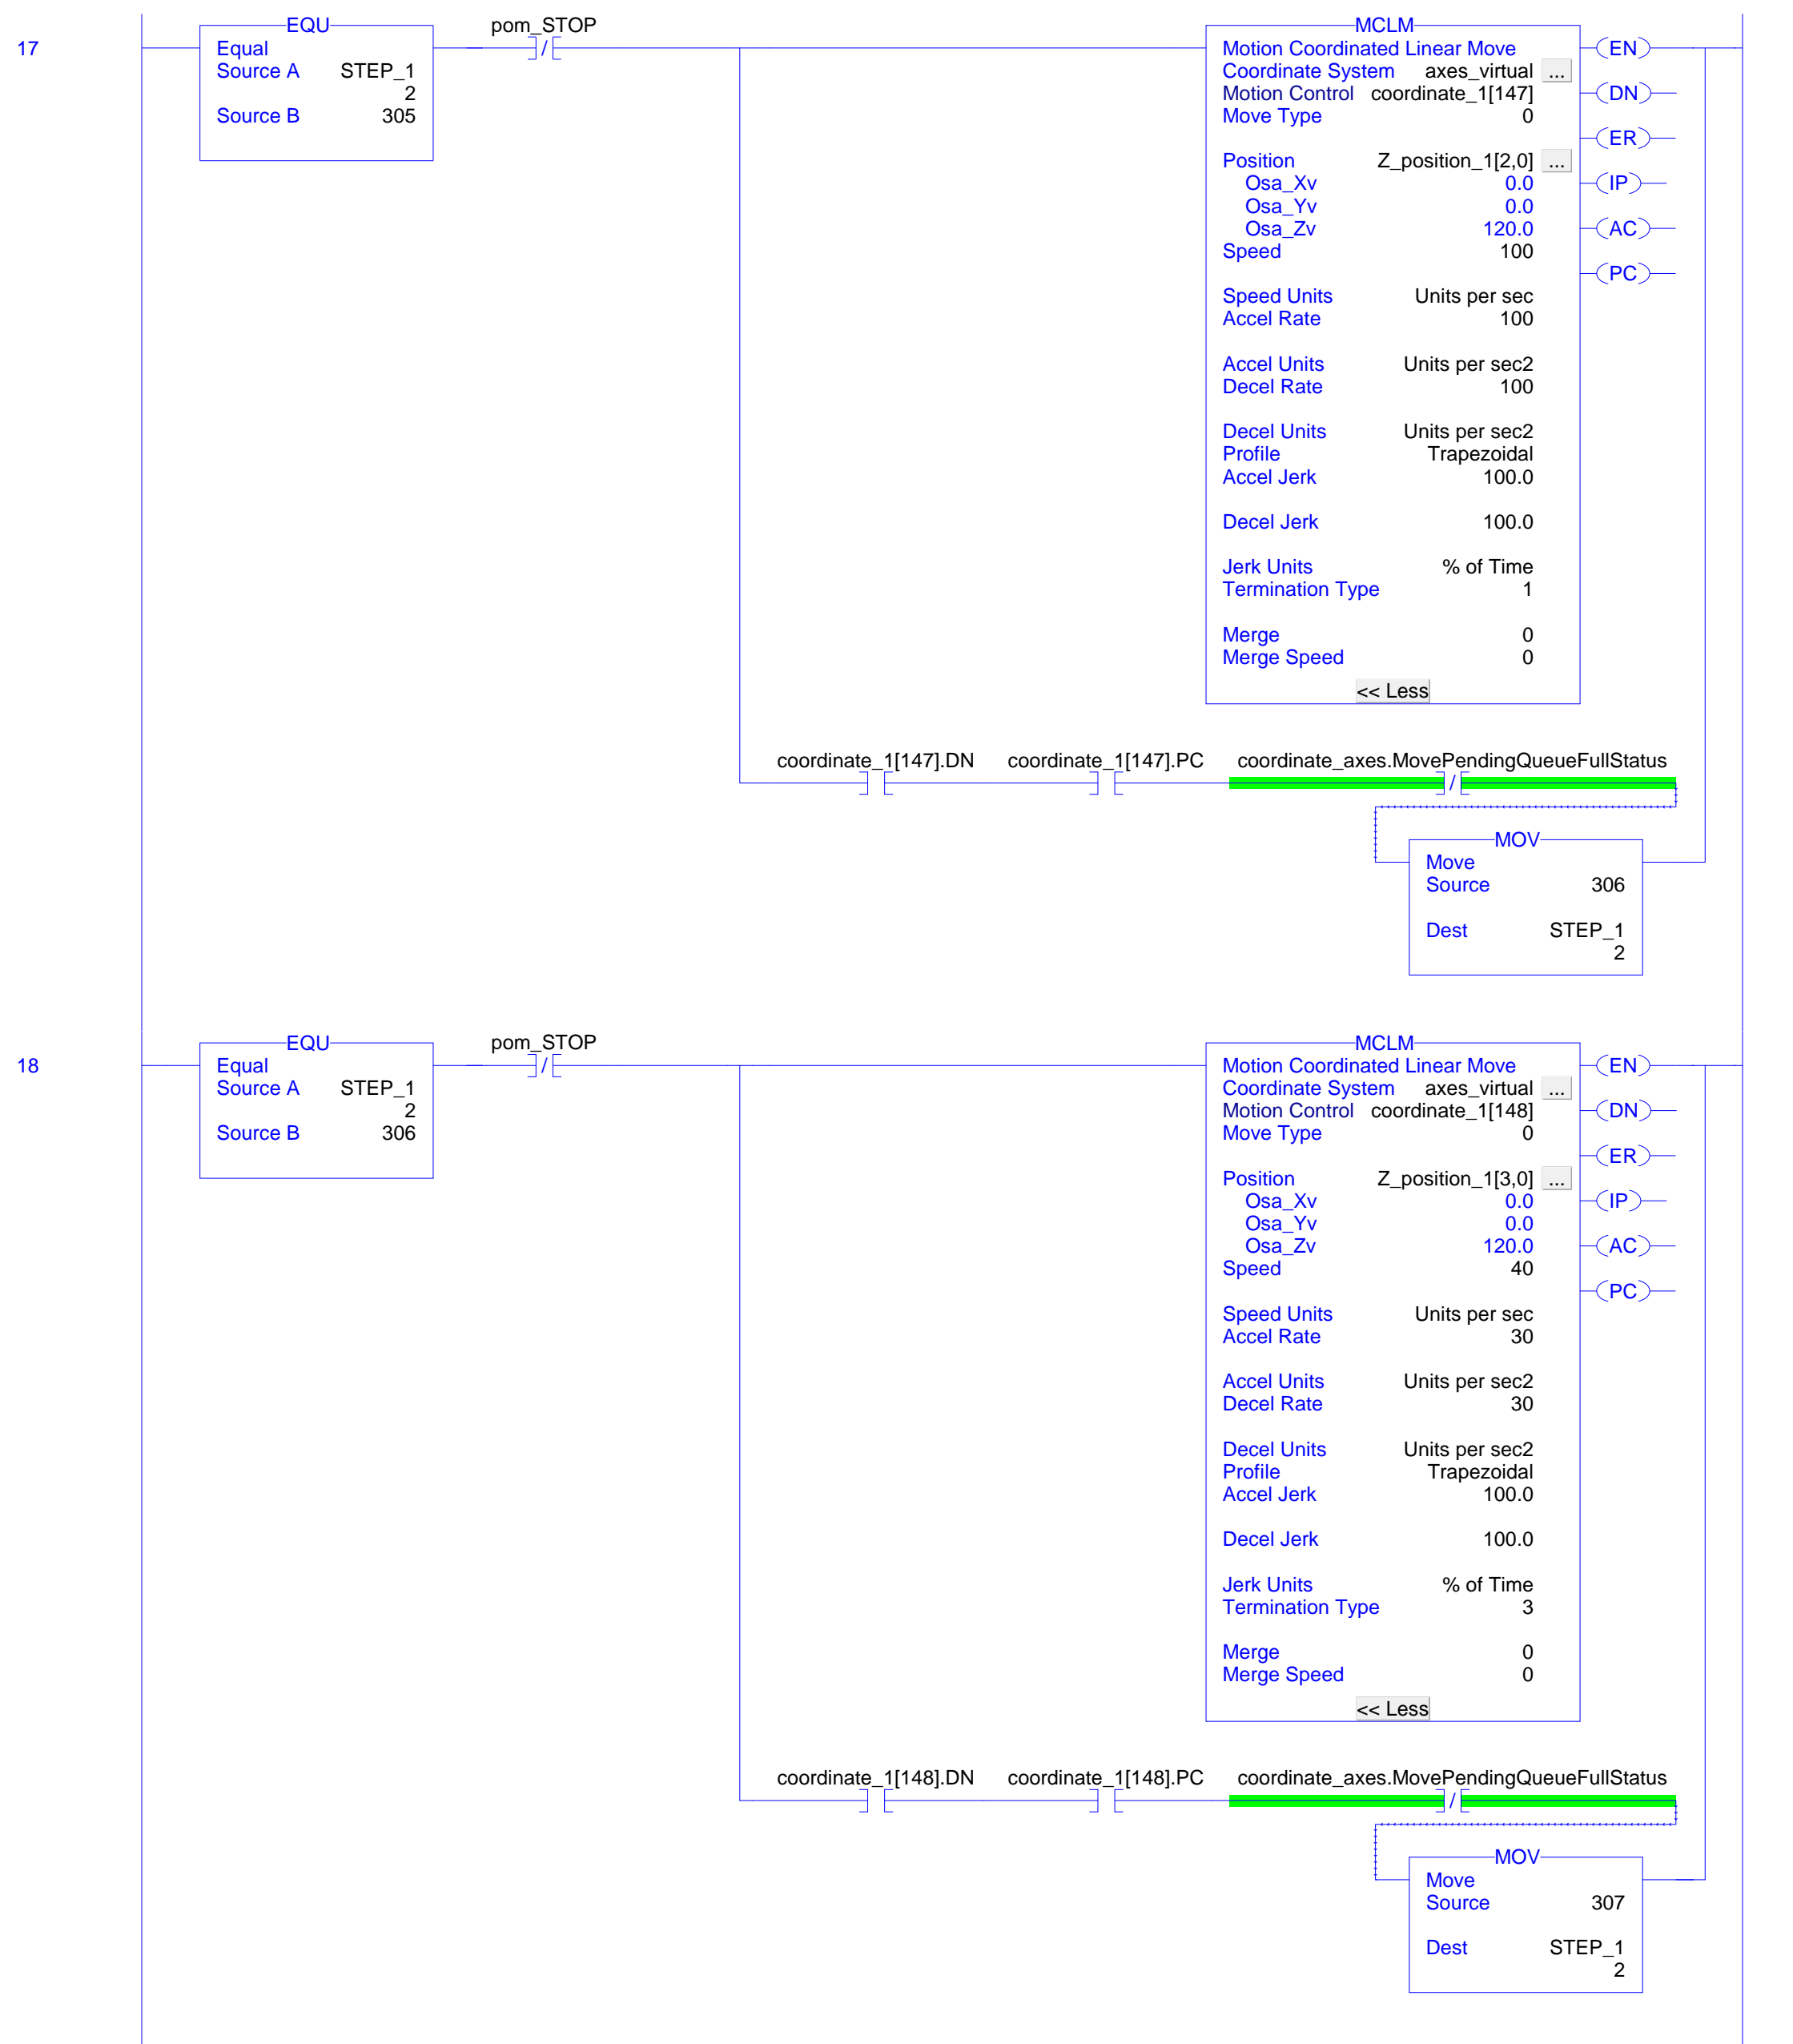 17
EQU
Equal
Source A STEP_1
2
Source B 305
pom_STOP
/
MCLM
Motion Coordinated Linear Move
Coordinate System axes_virtual ...
Motion Control coordinate_1[147]
Move Type 0
Position Z_position_1[2,0] ...
Osa_Xv 0.0
Osa_Yv 0.0
Osa_Zv 120.0
Speed 100
Speed Units Units per sec
Accel Rate 100
Accel Units Units per sec2
Decel Rate 100
Decel Units Units per sec2
Profile Trapezoidal
Accel Jerk 100.0
Decel Jerk 100.0
Jerk Units % of Time
Termination Type 1
Merge 0
Merge Speed 0
<< Less
EN
DN
ER
IP
AC
PC
coordinate_1[147].DN coordinate_1[147].PC coordinate_axes.MovePendingQueueFullStatus
/
MOV
Move
Source 306
Dest STEP_1
2
18
EQU
Equal
Source A STEP_1
2
Source B 306
pom_STOP
/
MCLM
Motion Coordinated Linear Move
Coordinate System axes_virtual ...
Motion Control coordinate_1[148]
Move Type 0
Position Z_position_1[3,0] ...
Osa_Xv 0.0
Osa_Yv 0.0
Osa_Zv 120.0
Speed 40
Speed Units Units per sec
Accel Rate 30
Accel Units Units per sec2
Decel Rate 30
Decel Units Units per sec2
Profile Trapezoidal
Accel Jerk 100.0
Decel Jerk 100.0
Jerk Units % of Time
Termination Type 3
Merge 0
Merge Speed 0
<< Less
EN
DN
ER
IP
AC
PC
coordinate_1[148].DN coordinate_1[148].PC coordinate_axes.MovePendingQueueFullStatus
/
MOV
Move
Source 307
Dest STEP_1
2